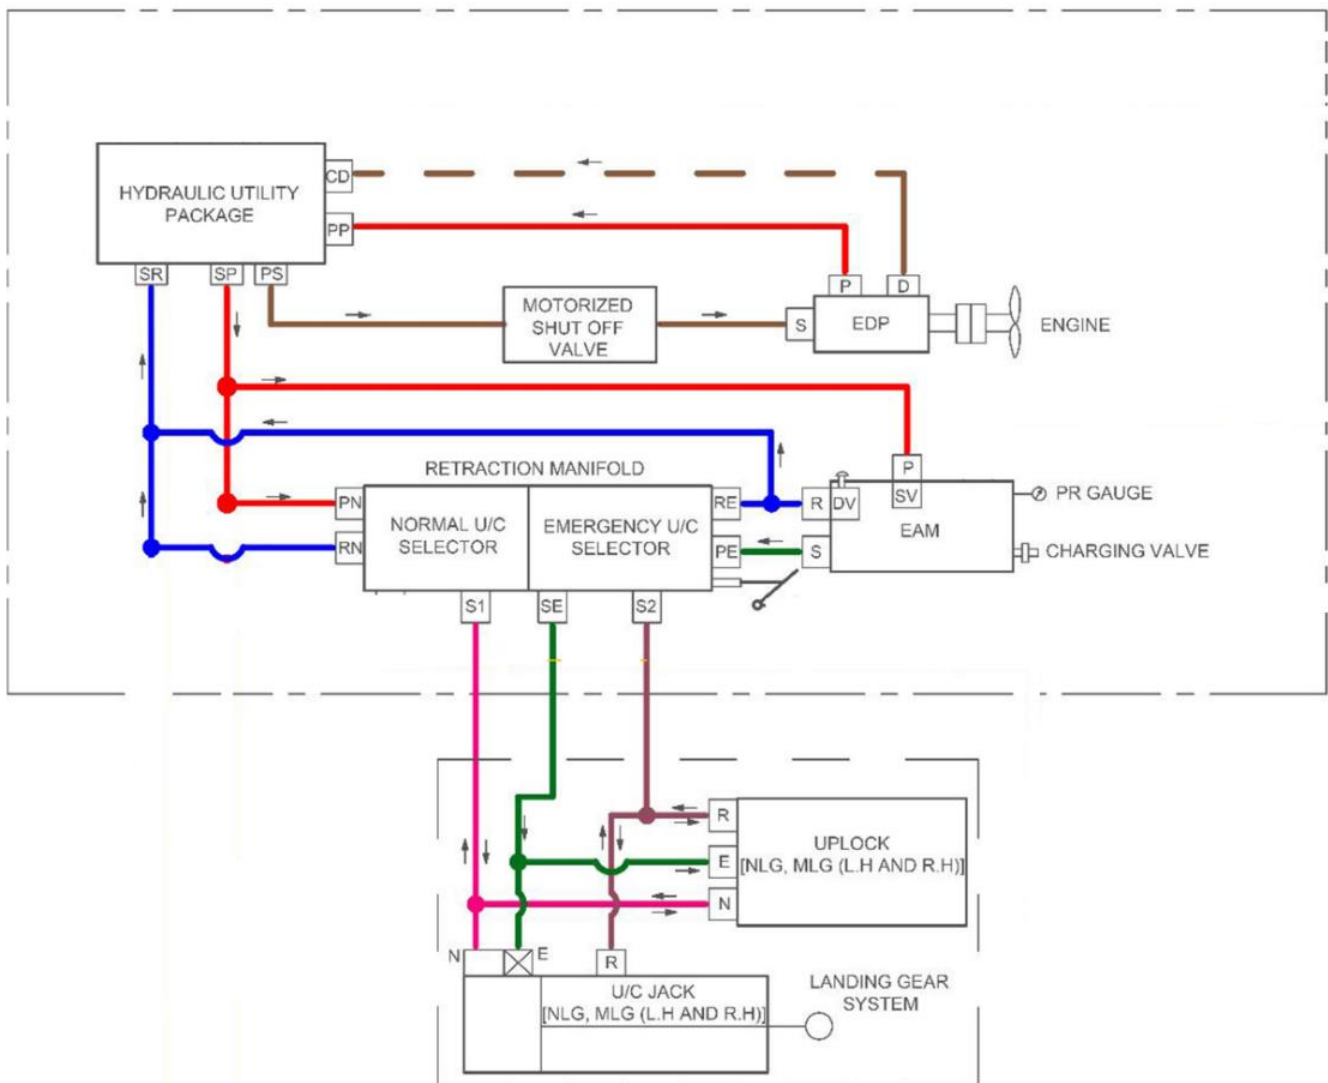 HYDRAULIC UTILITY
PACKAGE
CD
PP
SR
SP
PS
MOTORIZED
SHUT OFF
VALVE
P
D
S
EDP
ENGINE
RETRACTION MANIFOLD
PN
RN
NORMAL U/C
SELECTOR
EMERGENCY U/C
SELECTOR
RE
PE
R
DV
P
SV
S
EAM
PR GAUGE
CHARGING VALVE
S1
SE
S2
R
E
N
UPLOCK
[NLG, MLG (L.H AND R.H)]
N
E
R
U/C JACK
[NLG, MLG (L.H AND R.H)]
LANDING GEAR
SYSTEM